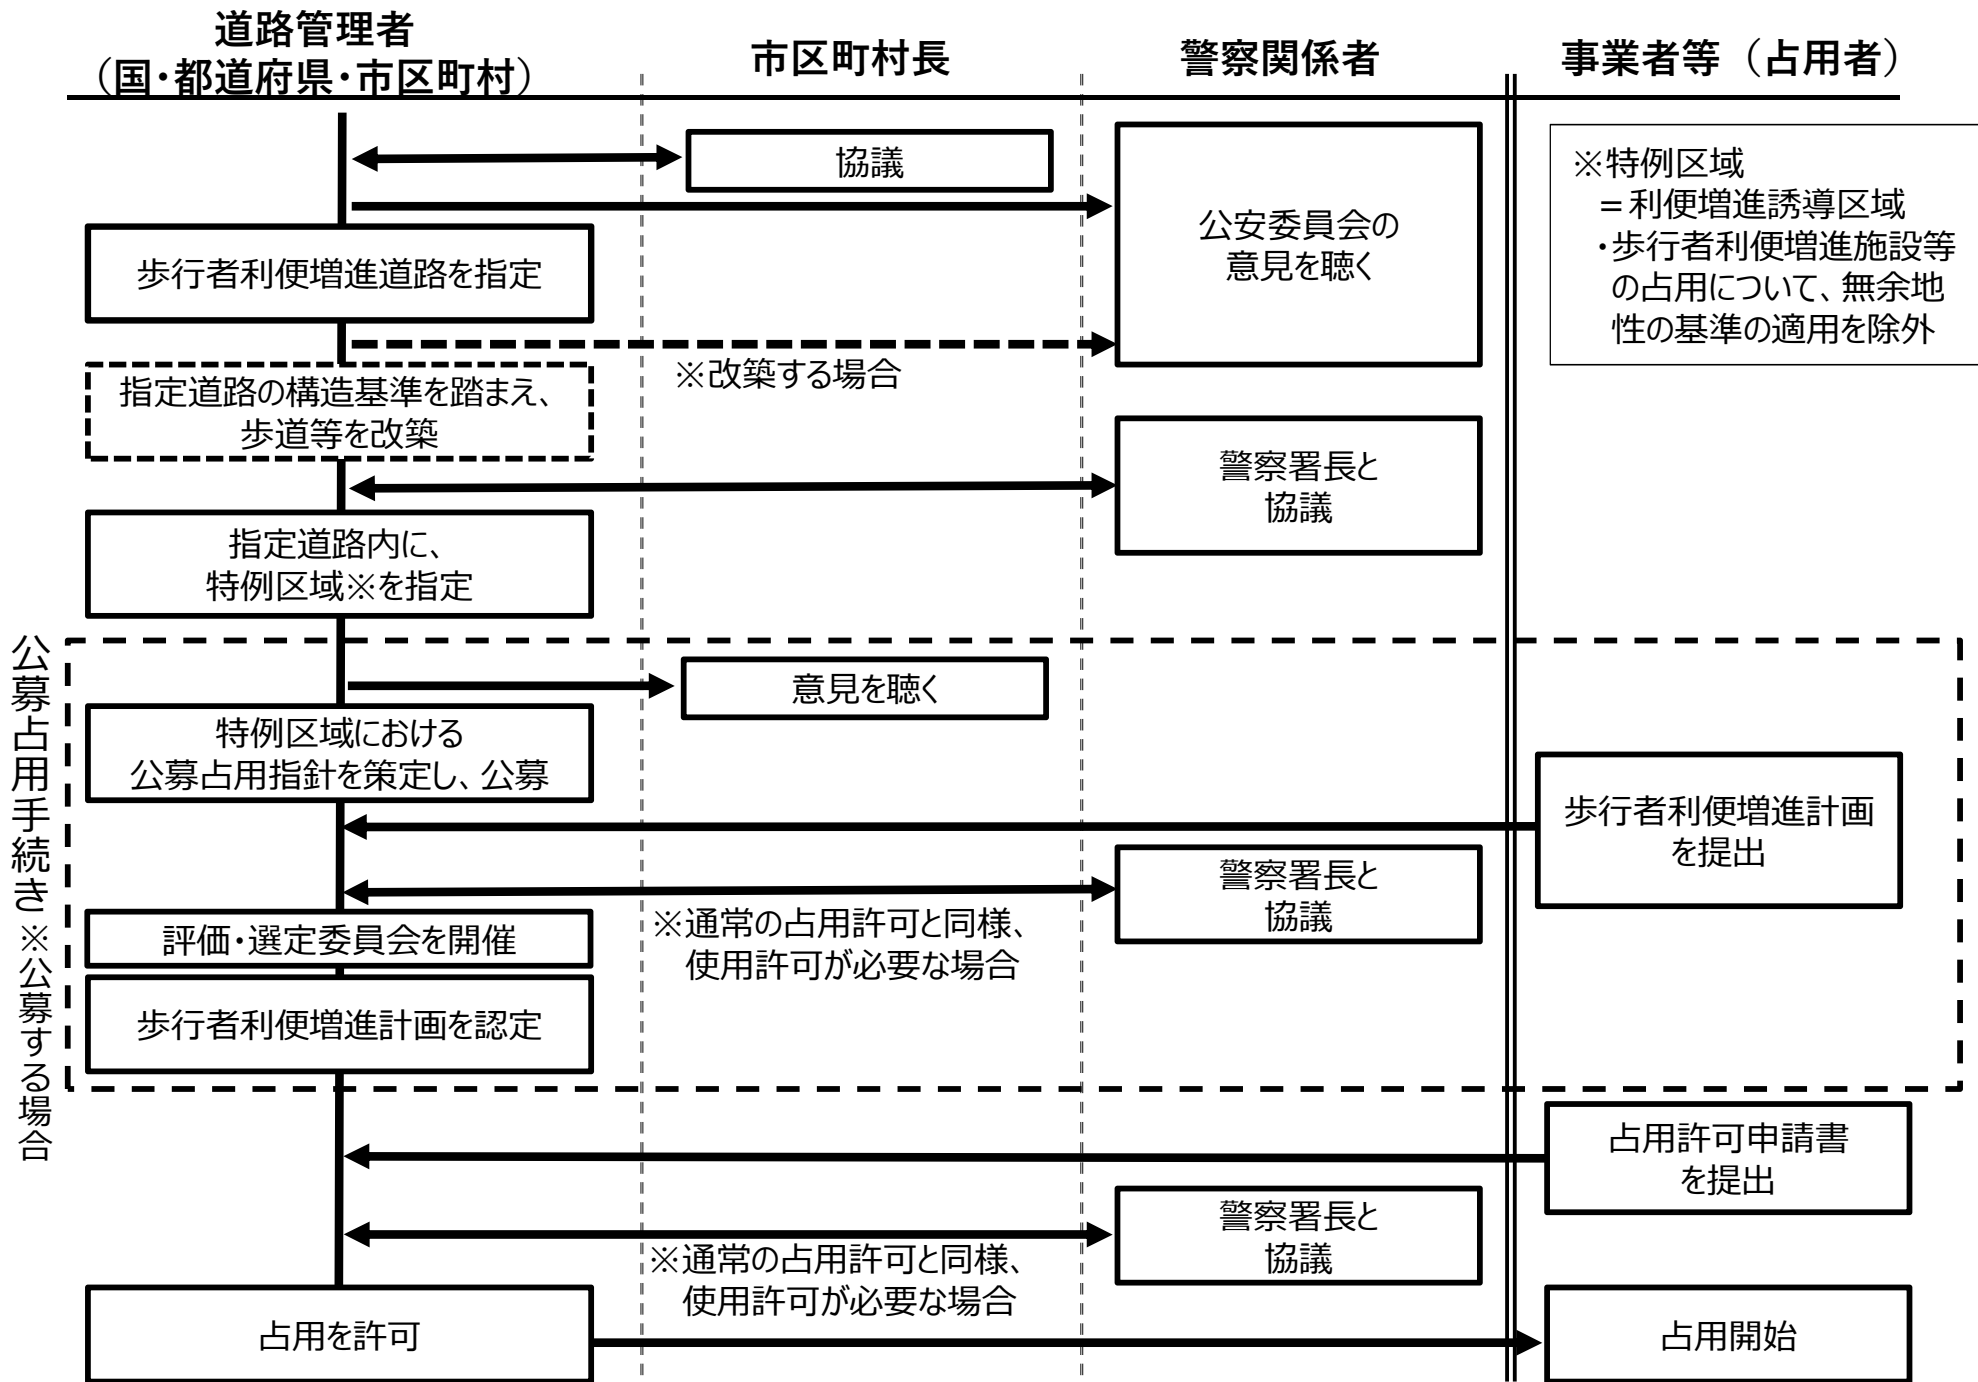 道路管理者
（国・都道府県・市区町村）
市区町村長
警察関係者
事業者等（占用者）
協議
公安委員会の
意見を聴く
※特例区域
＝利便増進誘導区域
・歩行者利便増進施設等
の占用について、無余地
性の基準の適用を除外
歩行者利便増進道路を指定
※改築する場合
指定道路の構造基準を踏まえ、
歩道等を改築
警察署長と
協議
指定道路内に、
特例区域※を指定
公募占用手続き※公募する場合
意見を聴く
特例区域における
公募占用指針を策定し、公募
歩行者利便増進計画
を提出
警察署長と
協議
※通常の占用許可と同様、
使用許可が必要な場合
評価・選定委員会を開催
歩行者利便増進計画を認定
占用許可申請書
を提出
警察署長と
協議
※通常の占用許可と同様、
使用許可が必要な場合
占用を許可
占用開始